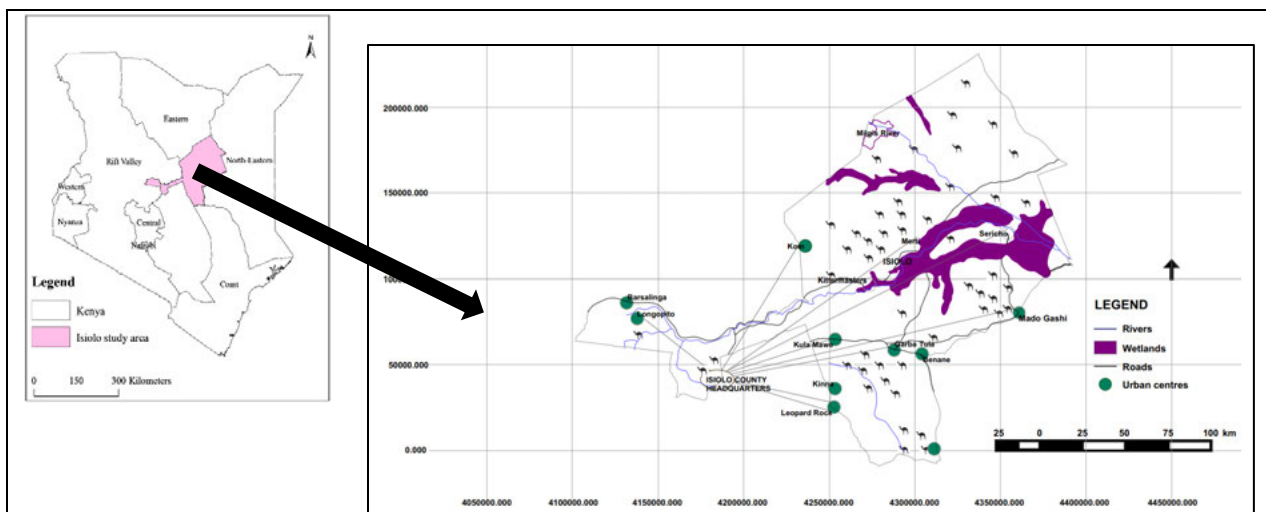 N
Eastern
Rift Valley
North-Eastern
Western
Nyanza
Central
Nairobi
Coast
Legend
Kenya
Isiolo study area
0 150 300 Kilometers
200000.000
150000.000
50000.000
0.000
Milgis River
Kom
Merti
Sericho
ISIOLO
Kittermasters
Barsalinga
Longopito
Mado Gashi
Kula Mawe
Garba Tula
Benane
ISIOLO COUNTY
HEADQUARTERS
Kinna
Leopard Rock
LEGEND
Rivers
Wetlands
Roads
Urban centres
25 0 25 50 75 100 km
4050000.000 4100000.000 4150000.000 4200000.000 4250000.000 4300000.000 4350000.000 4400000.000 4450000.000